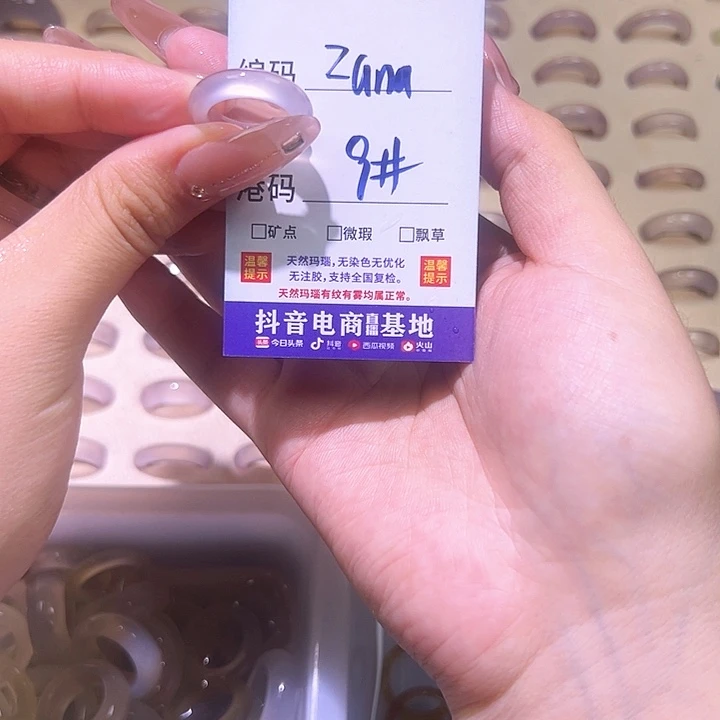 编码 Zana
港码 9#
□矿点 □微瑕 □飘草
温馨提示 天然玛瑙，无染色无优化 温馨提示
无注胶，支持全国复检。
天然玛瑙有纹有雾均属正常。
抖音电商直播基地
头条 今日头条 抖音 西瓜视频 火山